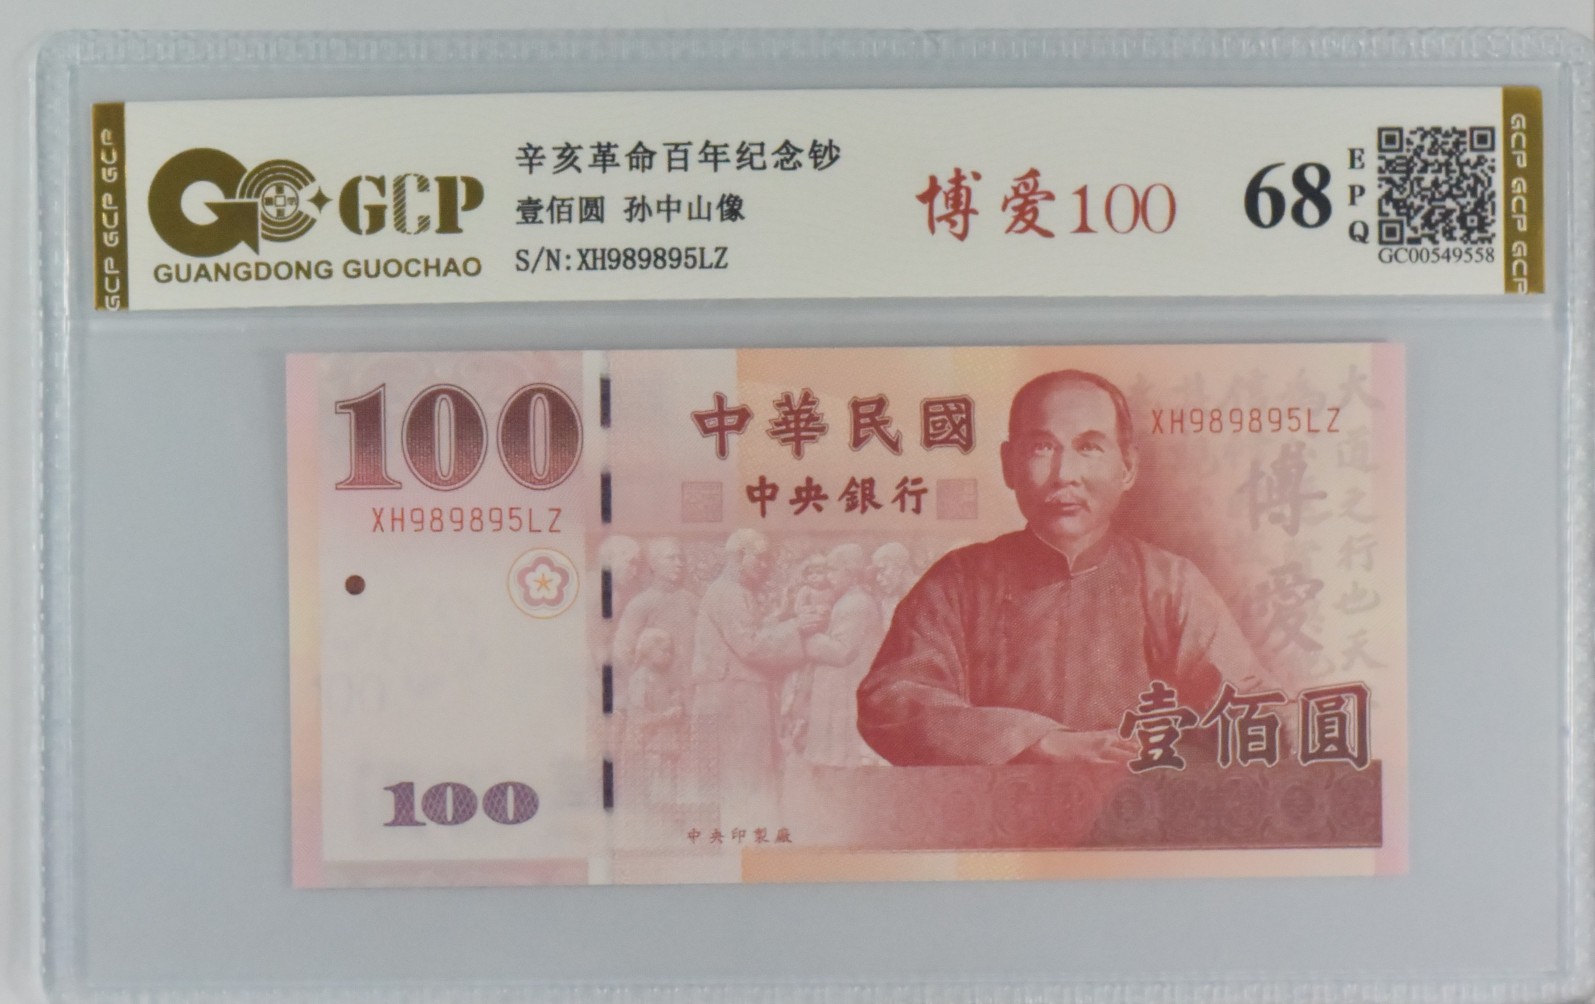 GCP GCP GCP
GCP
GUANGDONG GUOCHAO
辛亥革命百年纪念钞
壹佰圆 孙中山像
S/N:XH989895LZ
博爱100
68
EPQ
GC00549558
GCP GCP GCP
100
XH989895LZ
100
中華民國
中央銀行
XH989895LZ
博愛
大道之行也天
壹佰圓
中央印製廠